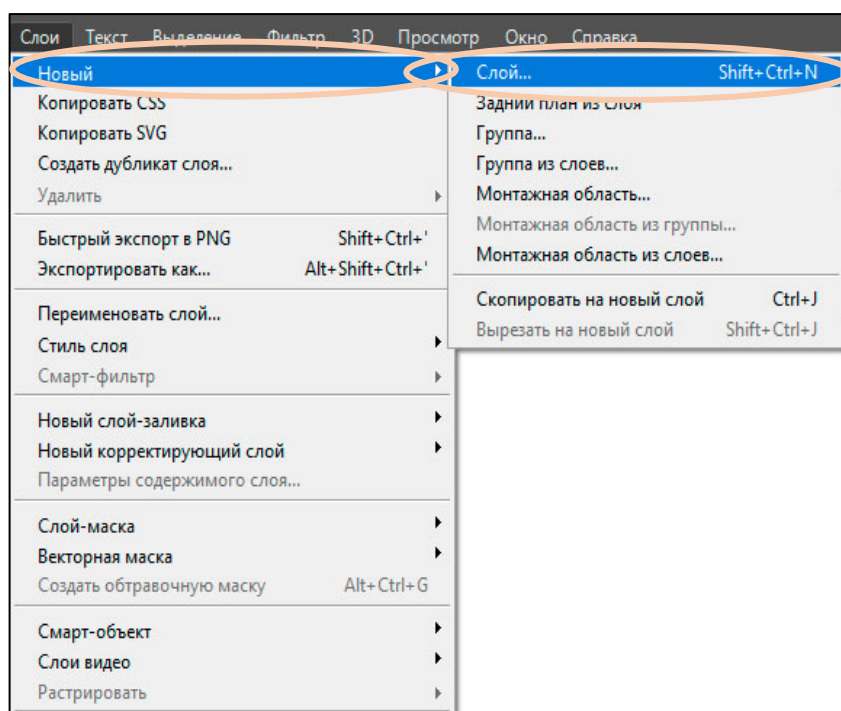 Слои Текст Выделение Фильтр 3D Просмотр Окно Справка
Новый
Копировать CSS
Копировать SVG
Создать дубликат слоя...
Удалить
Быстрый экспорт в PNG Shift+Ctrl+'
Экспортировать как... Alt+Shift+Ctrl+'
Переименовать слой...
Стиль слоя
Смарт-фильтр
Новый слой-заливка
Новый корректирующий слой
Параметры содержимого слоя...
Слой-маска
Векторная маска
Создать обтравочную маску Alt+Ctrl+G
Смарт-объект
Слои видео
Растрировать
Слой... Shift+Ctrl+N
Задний план из слоя
Группа...
Группа из слоев...
Монтажная область...
Монтажная область из группы...
Монтажная область из слоев...
Скопировать на новый слой Ctrl+J
Вырезать на новый слой Shift+Ctrl+J